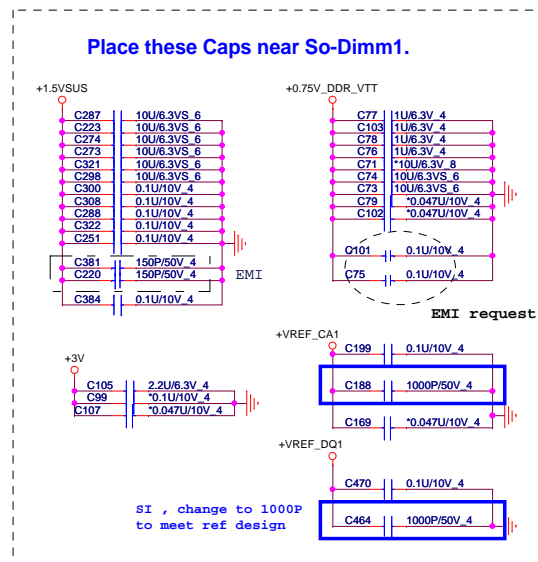 Place these Caps near So-Dimm1.
+1.5VSUS
C287 10U/6.3VS_6
C223 10U/6.3VS_6
C274 10U/6.3VS_6
C273 10U/6.3VS_6
C321 10U/6.3VS_6
C298 10U/6.3VS_6
C300 0.1U/10V_4
C308 0.1U/10V_4
C288 0.1U/10V_4
C322 0.1U/10V_4
C251 0.1U/10V_4
C381 150P/50V_4
C220 150P/50V_4
EMI
C384 0.1U/10V_4
+0.75V_DDR_VTT
C77 1U/6.3V_4
C103 1U/6.3V_4
C78 1U/6.3V_4
C76 1U/6.3V_4
C71 *10U/6.3V_8
C74 10U/6.3VS_6
C73 10U/6.3VS_6
C79 *0.047U/10V_4
C102 *0.047U/10V_4
C101 0.1U/10V_4
C75 0.1U/10V_4
EMI request
+3V
C105 2.2U/6.3V_4
C99 *0.1U/10V_4
C107 *0.047U/10V_4
+VREF_CA1
C199 0.1U/10V_4
C188 1000P/50V_4
C169 *0.047U/10V_4
+VREF_DQ1
C470 0.1U/10V_4
C464 1000P/50V_4
SI , change to 1000P
to meet ref design